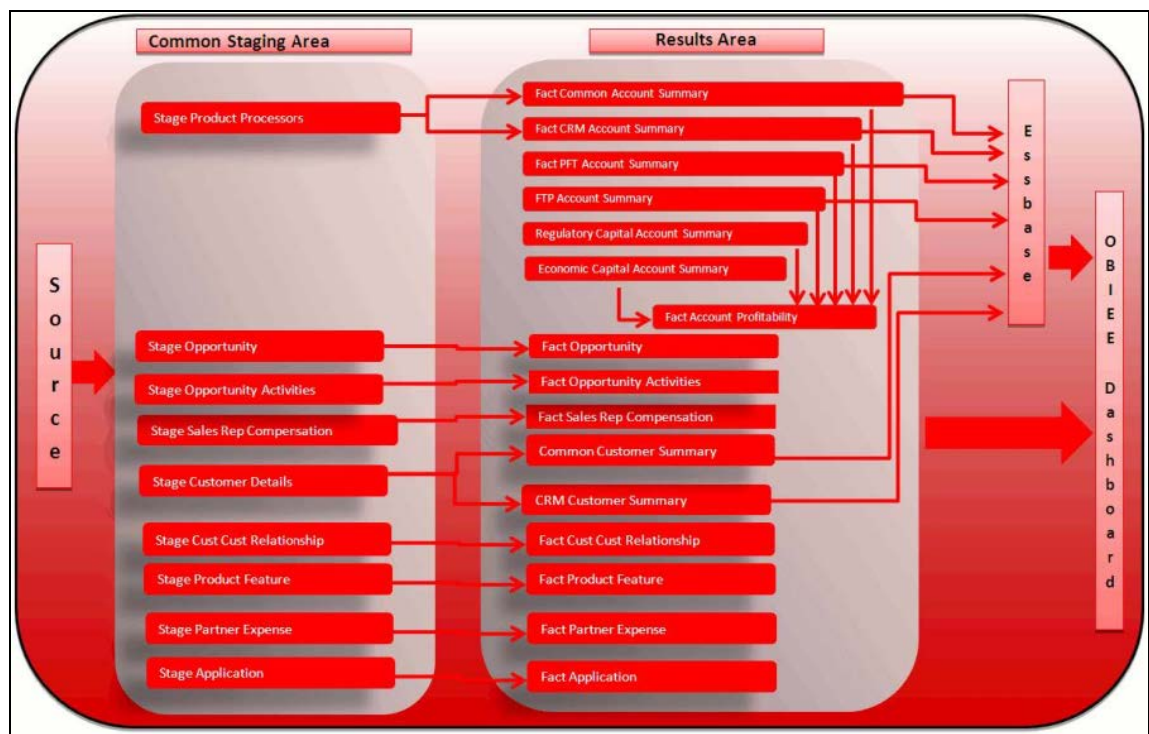 Common Staging Area
Results Area
Source
Stage Product Processors
Stage Opportunity
Stage Opportunity Activities
Stage Sales Rep Compensation
Stage Customer Details
Stage Cust Cust Relationship
Stage Product Feature
Stage Partner Expense
Stage Application
Fact Common Account Summary
Fact CRM Account Summary
Fact PFT Account Summary
FTP Account Summary
Regulatory Capital Account Summary
Economic Capital Account Summary
Fact Account Profitability
Fact Opportunity
Fact Opportunity Activities
Fact Sales Rep Compensation
Common Customer Summary
CRM Customer Summary
Fact Cust Cust Relationship
Fact Product Feature
Fact Partner Expense
Fact Application
Essbase
OBIEE Dashboard